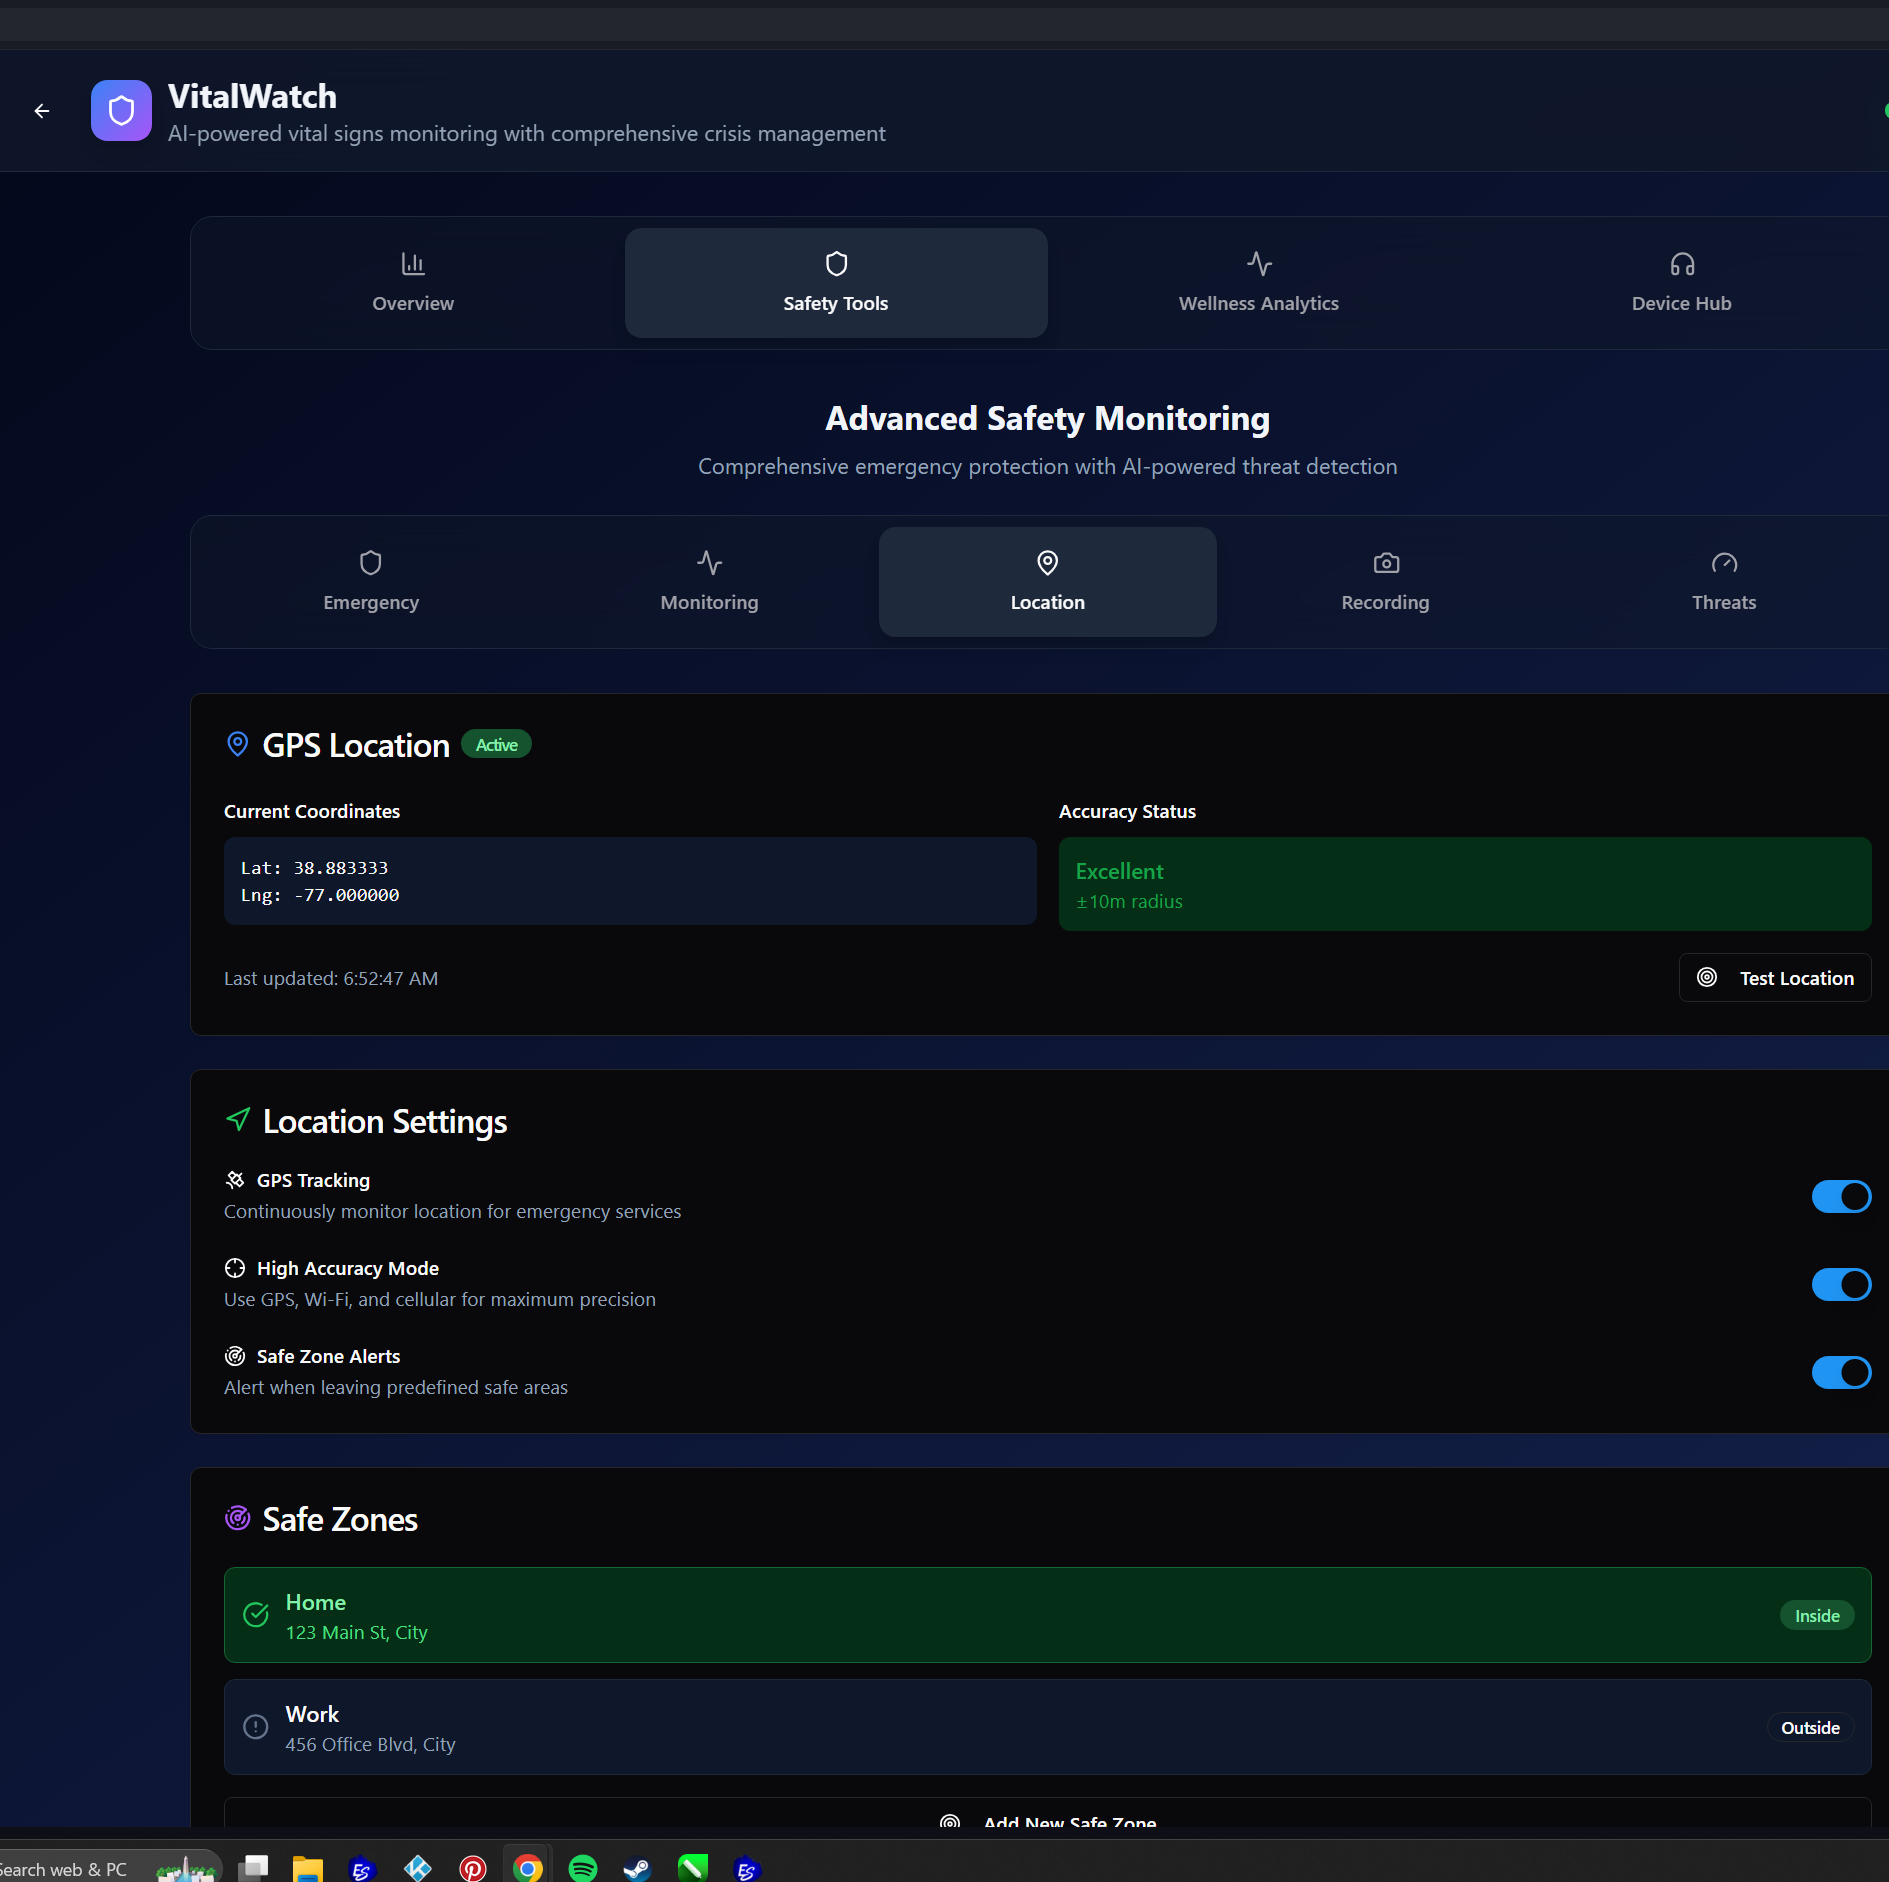 VitalWatch
AI-powered vital signs monitoring with comprehensive crisis management
Overview
Safety Tools
Wellness Analytics
Device Hub
Advanced Safety Monitoring
Comprehensive emergency protection with AI-powered threat detection
Emergency
Monitoring
Location
Recording
Threats
GPS Location
Active
Current Coordinates
Lat: 38.883333
Lng: -77.000000
Accuracy Status
Excellent
±10m radius
Last updated: 6:52:47 AM
Test Location
Location Settings
GPS Tracking
Continuously monitor location for emergency services
High Accuracy Mode
Use GPS, Wi-Fi, and cellular for maximum precision
Safe Zone Alerts
Alert when leaving predefined safe areas
Safe Zones
Home
123 Main St, City
Inside
Work
456 Office Blvd, City
Outside
Add New Safe Zone
Search web & PC
ES
ES